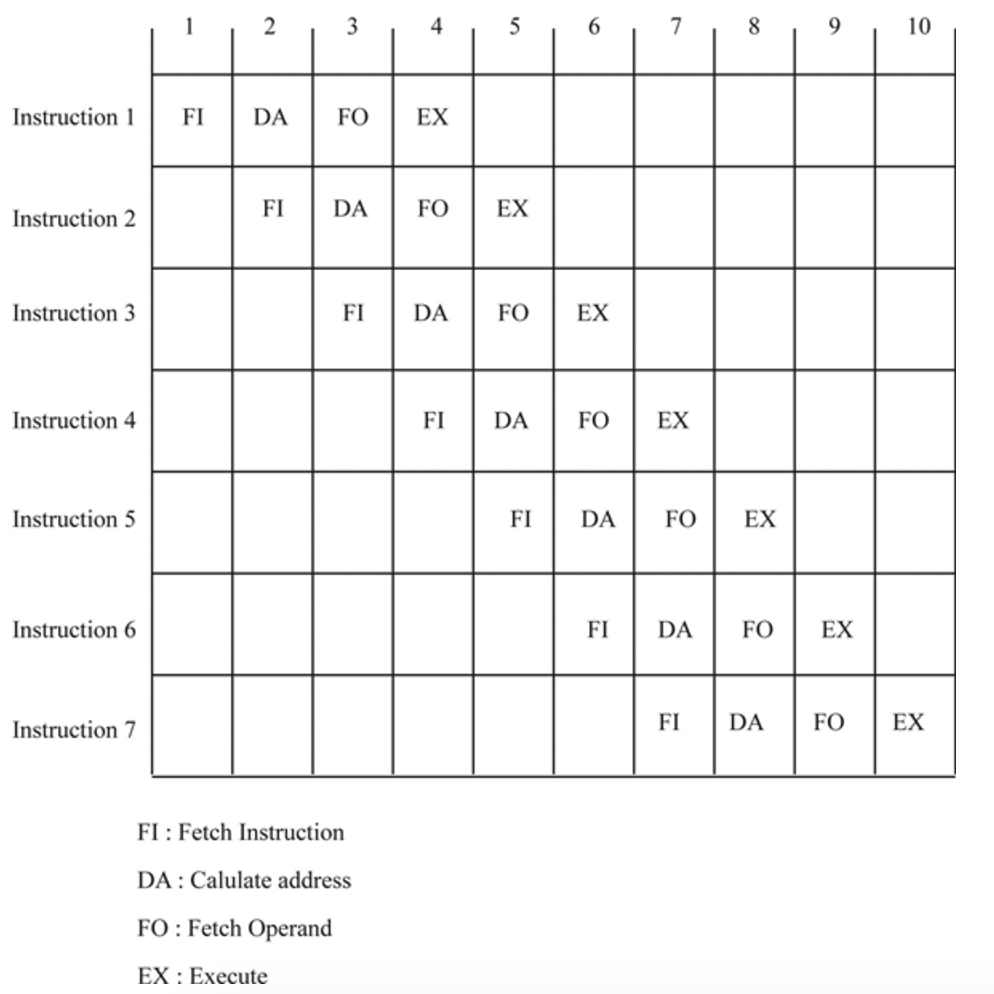 1 2 3 4 5 6 7 8 9 10
Instruction 1 FI DA FO EX
Instruction 2 FI DA FO EX
Instruction 3 FI DA FO EX
Instruction 4 FI DA FO EX
Instruction 5 FI DA FO EX
Instruction 6 FI DA FO EX
Instruction 7 FI DA FO EX
FI : Fetch Instruction
DA : Calulate address
FO : Fetch Operand
EX : Execute